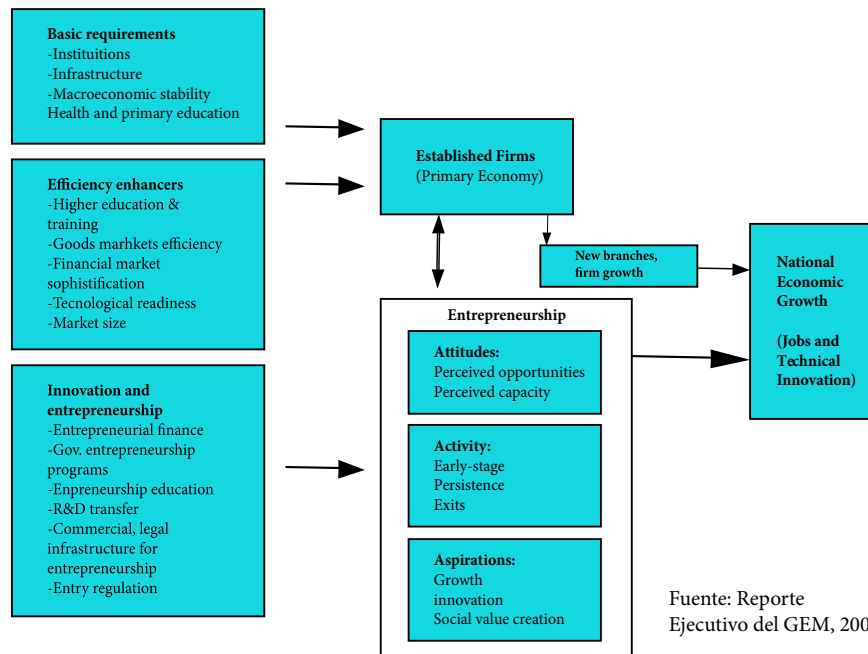 Basic requirements
-Instituitions
-Infrastructure
-Macroeconomic stability
Health and primary education
Efficiency enhancers
-Higher education &
training
-Goods marhkets efficiency
-Financial market
sophistification
-Tecnological readiness
-Market size
Innovation and
entrepreneurship
-Entrepreneurial finance
-Gov. entrepreneurship
programs
-Enpreneurship education
-R&D transfer
-Commercial, legal
infrastructure for
entrepreneurship
-Entry regulation
Established Firms
(Primary Economy)
New branches,
firm growth
Entrepreneurship
Attitudes:
Perceived opportunities
Perceived capacity
Activity:
Early-stage
Persistence
Exits
Aspirations:
Growth
innovation
Social value creation
National
Economic
Growth
(Jobs and
Technical
Innovation)
Fuente: Reporte
Ejecutivo del GEM, 200